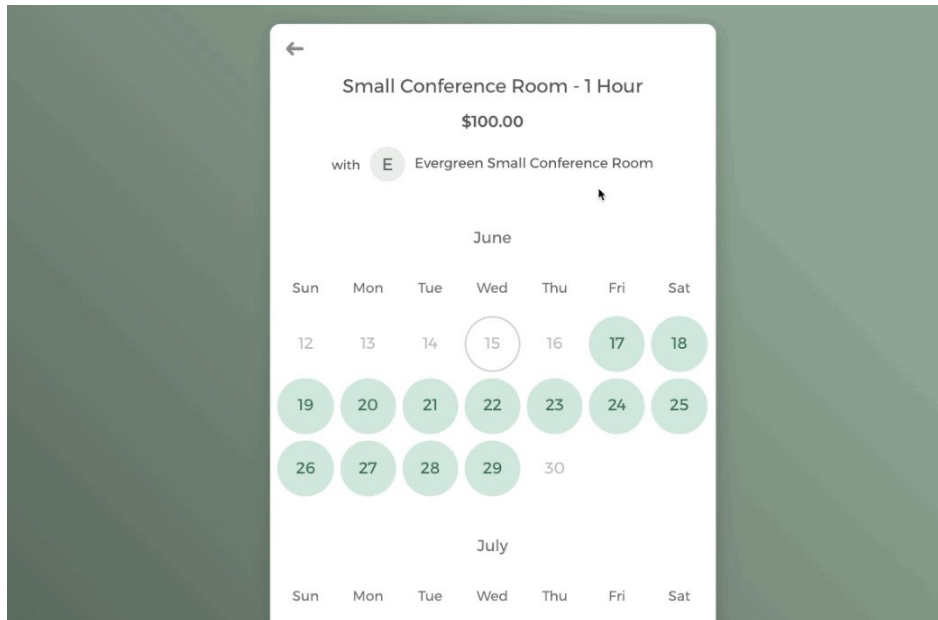 Small Conference Room - 1 Hour
$100.00
with E Evergreen Small Conference Room
June
Sun Mon Tue Wed Thu Fri Sat
12 13 14 15 16 17 18
19 20 21 22 23 24 25
26 27 28 29 30
July
Sun Mon Tue Wed Thu Fri Sat